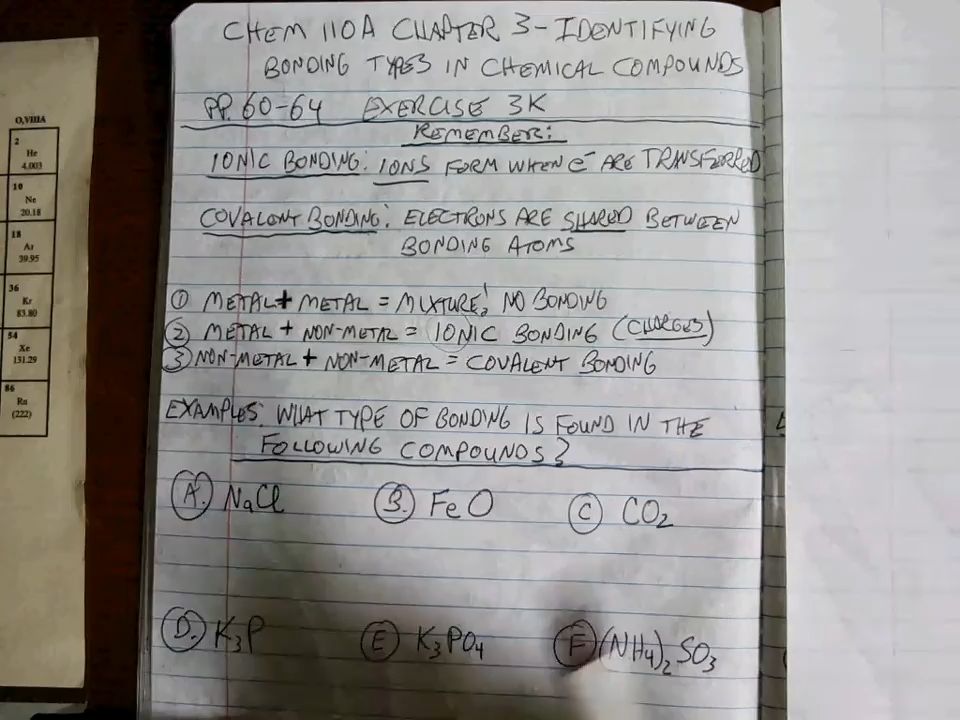 CHEM 110A CHAPTER 3-IDENTIFYING
BONDING TYPES IN CHEMICAL COMPOUNDS
PP. 60-64 EXERCISE 3K
REMEMBER:
IONIC BONDING: IONS FORM WHEN e⁻ ARE TRANSFERRED
COVALENT BONDING: ELECTRONS ARE SHARED BETWEEN
BONDING ATOMS
① METAL + METAL = MIXTURE! NO BONDING
② METAL + NON-METAL = IONIC BONDING (CHARGES)
③ NON-METAL + NON-METAL = COVALENT BONDING
EXAMPLES: WHAT TYPE OF BONDING IS FOUND IN THE
FOLLOWING COMPOUNDS?
A. NaCl B. FeO C CO₂
D. K₃P E K₃PO₄ F (NH₄)₂SO₃
O,VIIIA
2
He
4.003
10
Ne
20.18
18
Ar
39.95
36
Kr
83.80
54
Xe
131.29
86
Rn
(222)